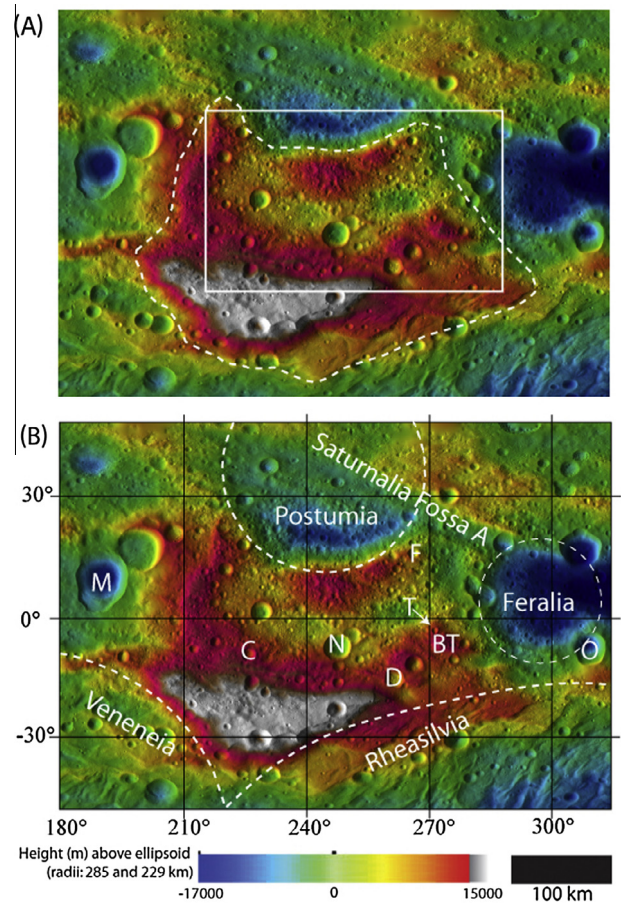 (A)
(B)
Saturnalia Fossa A
30°
Postumia
F
M
Feralia
T
0°
C
N
BT
O
D
Veneneia
Rheasilvia
-30°
180°
210°
240°
270°
300°
Height (m) above ellipsoid
(radii: 285 and 229 km)
-17000
0
15000
100 km